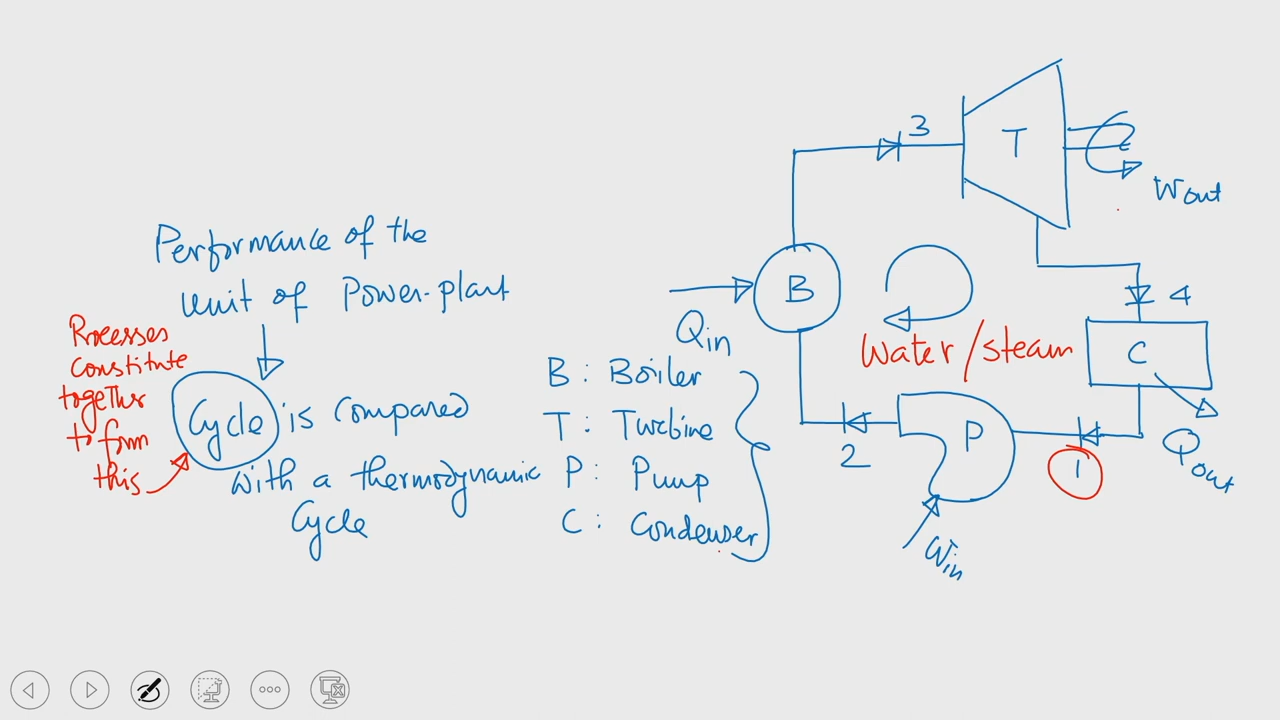 Performance of the
Unit of Power-plant
Processes
constitute
together
to form
this
Cycle is compared
with a thermodynamic
Cycle
B : Boiler
T : Turbine
P : Pump
C : Condenser
3
T
Wout
B
Qin
Water/steam
4
C
Qout
2
P
1
Win